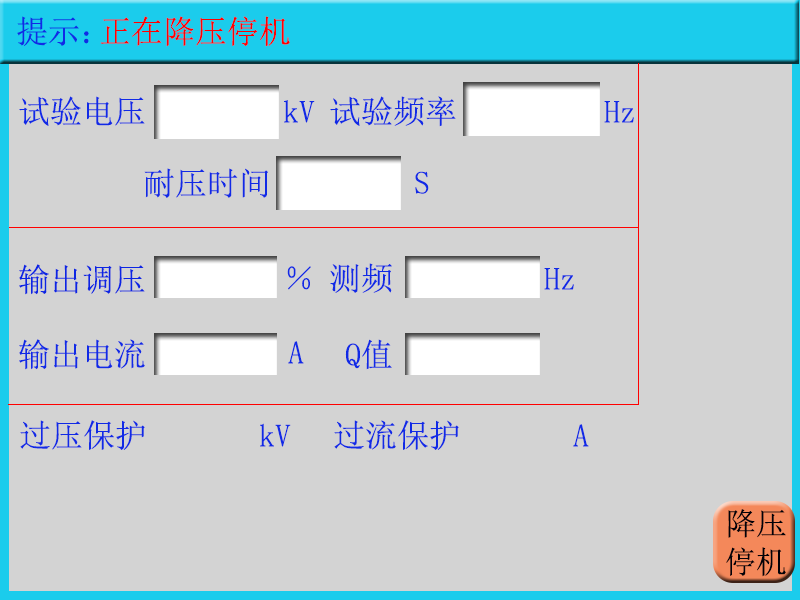 提示：正在降压停机
试验电压 kV 试验频率 Hz
耐压时间 S
输出调压 % 测频 Hz
输出电流 A Q值
过压保护 kV 过流保护 A
降压
停机